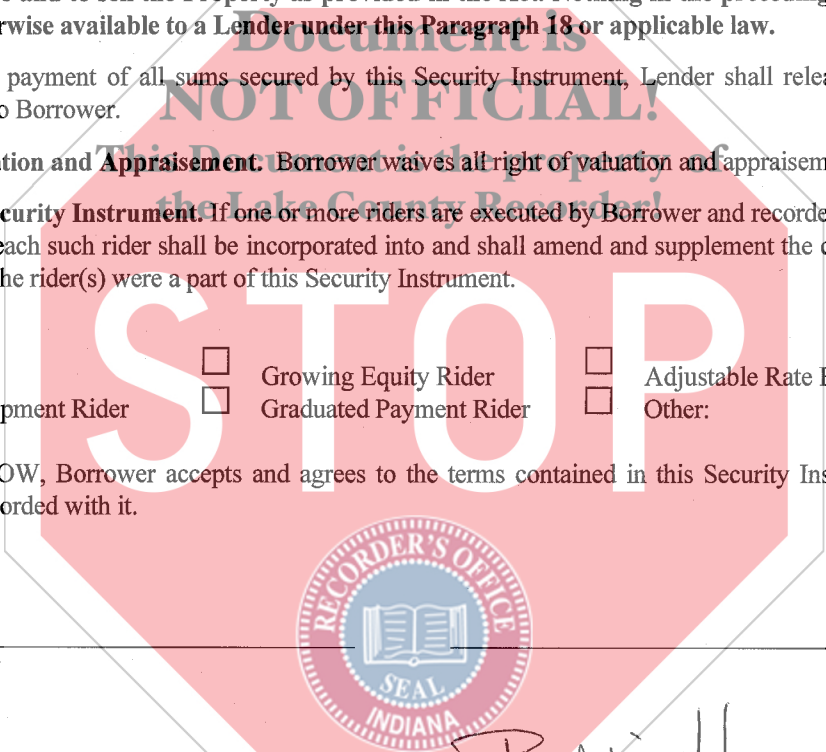 rwise available to a Lender under this Paragraph 18 or applicable law.
Document is
payment of all sums secured by this Security Instrument, Lender shall relea
NOT OFFICIAL!
o Borrower.
tion and Appraisement. Borrower waives all right of valuation and appraisem
This Document is the property of
the Lake County Recorder!
curity Instrument. If one or more riders are executed by Borrower and recorde
each such rider shall be incorporated into and shall amend and supplement the c
he rider(s) were a part of this Security Instrument.
STOP
Growing Equity Rider
Adjustable Rate
pment Rider
Graduated Payment Rider
Other:
OW, Borrower accepts and agrees to the terms contained in this Security Ins
orded with it.
RECORDER'S OFFICE
SEAL
INDIANA